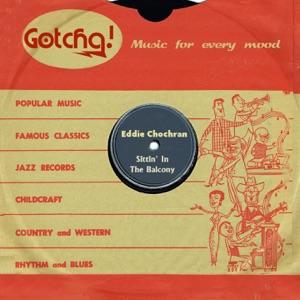 Gotcha!
Music for every mood
POPULAR MUSIC
FAMOUS CLASSICS
JAZZ RECORDS
CHILDCRAFT
COUNTRY and WESTERN
RHYTHM and BLUES
Eddie Chochran
Sittin' In
The Balcony